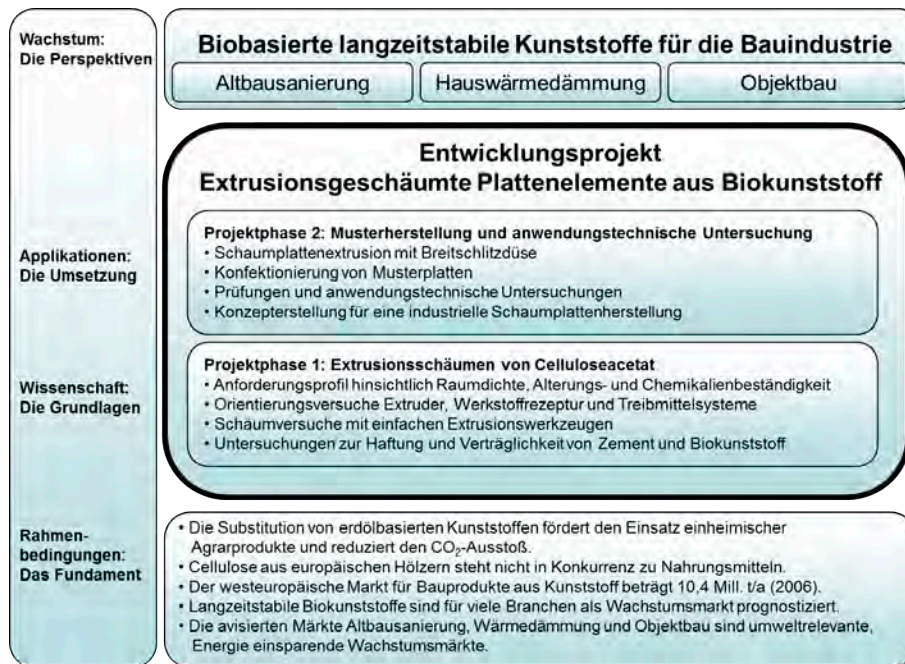 Wachstum:
Die Perspektiven
Biobasierte langzeitstabile Kunststoffe für die Bauindustrie
Altbausanierung
Hauswärmedämmung
Objektbau
Entwicklungsprojekt
Extrusionsgeschäumte Plattenelemente aus Biokunststoff
Applikationen:
Die Umsetzung
Projektphase 2: Musterherstellung und anwendungstechnische Untersuchung
• Schaumplattenextrusion mit Breitschlitzdüse
• Konfektionierung von Musterplatten
• Prüfungen und anwendungstechnische Untersuchungen
• Konzepterstellung für eine industrielle Schaumplattenherstellung
Wissenschaft:
Die Grundlagen
Projektphase 1: Extrusionsschäumen von Celluloseacetat
• Anforderungsprofil hinsichtlich Raumdichte, Alterungs- und Chemikalienbeständigkeit
• Orientierungsversuche Extruder, Werkstoffrezeptur und Treibmittelsysteme
• Schäumversuche mit einfachen Extrusionswerkzeugen
• Untersuchungen zur Haftung und Verträglichkeit von Zement und Biokunststoff
Rahmen-
bedingungen:
Das Fundament
• Die Substitution von erdölbasierten Kunststoffen fördert den Einsatz einheimischer
Agrarprodukte und reduziert den CO₂-Ausstoß.
• Cellulose aus europäischen Hölzern steht nicht in Konkurrenz zu Nahrungsmitteln.
• Der westeuropäische Markt für Bauprodukte aus Kunststoff beträgt 10,4 Mill. t/a (2006).
• Langzeitstabile Biokunststoffe sind für viele Branchen als Wachstumsmarkt prognostiziert.
• Die avisierten Märkte Altbausanierung, Wärmedämmung und Objektbau sind umweltrelevante,
Energie einsparende Wachstumsmärkte.